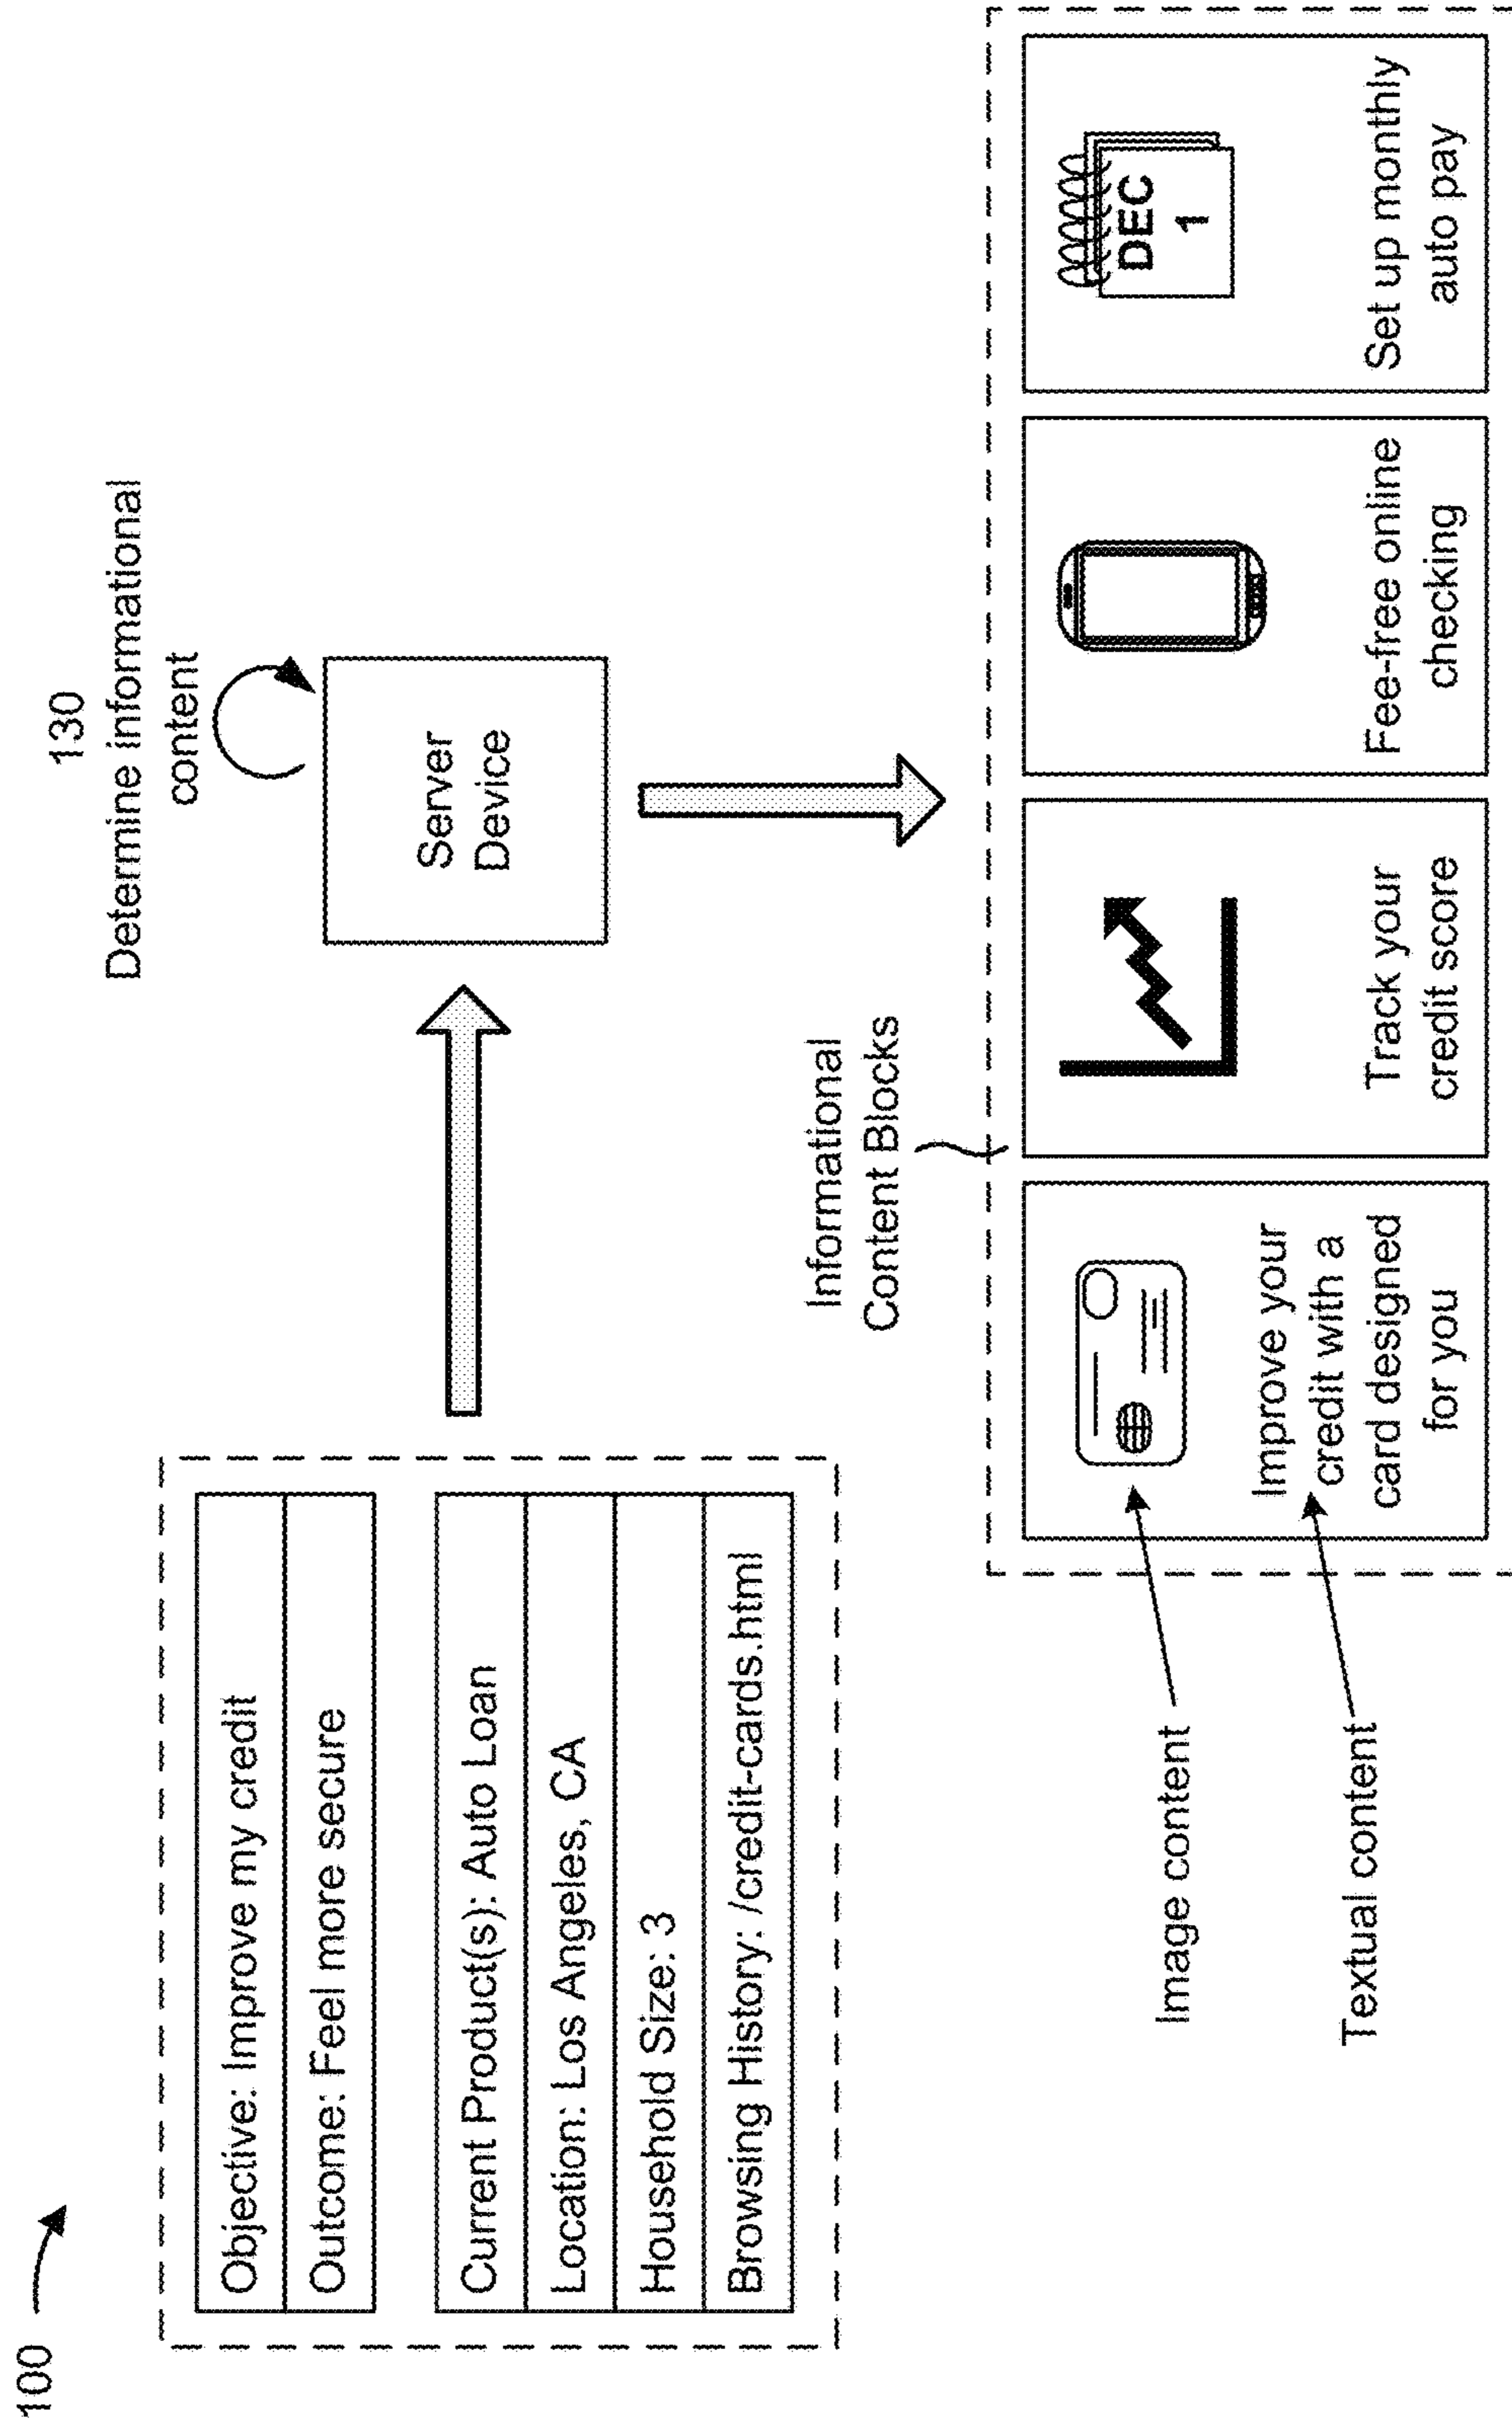 100
130
Determine informational
content
Objective: Improve my credit
Outcome: Feel more secure
Current Product(s): Auto Loan
Location: Los Angeles, CA
Household Size: 3
Browsing History: /credit-cards.html
Server
Device
Informational
Content Blocks
Image content
Textual content
Improve your
credit with a
card designed
for you
Track your
credit score
Fee-free online
checking
DEC
1
Set up monthly
auto pay